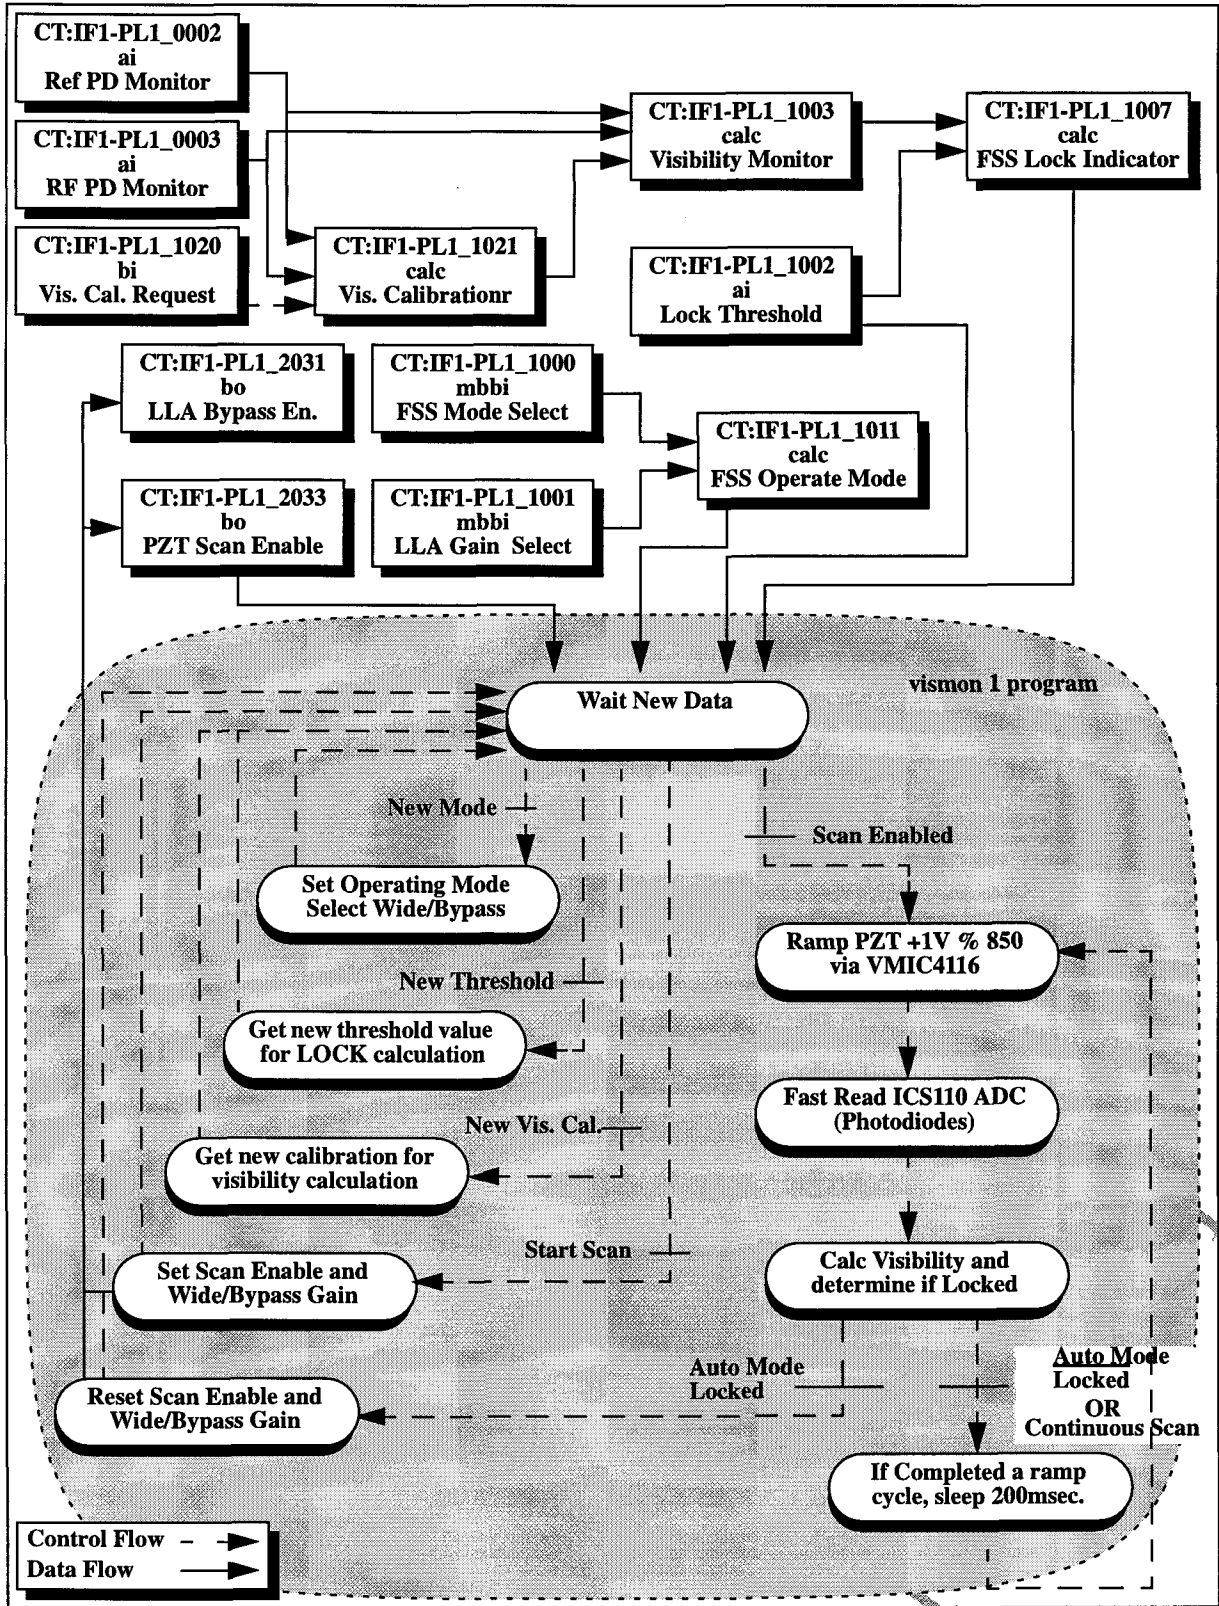 CT:IF1-PL1_0002
ai
Ref PD Monitor
CT:IF1-PL1_0003
ai
RF PD Monitor
CT:IF1-PL1_1020
bi
Vis. Cal. Request
CT:IF1-PL1_1021
calc
Vis. Calibrationr
CT:IF1-PL1_1003
calc
Visibility Monitor
CT:IF1-PL1_1007
calc
FSS Lock Indicator
CT:IF1-PL1_1002
ai
Lock Threshold
CT:IF1-PL1_2031
bo
LLA Bypass En.
CT:IF1-PL1_1000
mbbi
FSS Mode Select
CT:IF1-PL1_1011
calc
FSS Operate Mode
CT:IF1-PL1_2033
bo
PZT Scan Enable
CT:IF1-PL1_1001
mbbi
LLA Gain Select
vismon 1 program
Wait New Data
New Mode
Scan Enabled
Set Operating Mode
Select Wide/Bypass
Ramp PZT +1V % 850
via VMIC4116
New Threshold
Get new threshold value
for LOCK calculation
Fast Read ICS110 ADC
(Photodiodes)
New Vis. Cal.
Get new calibration for
visibility calculation
Start Scan
Set Scan Enable and
Wide/Bypass Gain
Calc Visibility and
determine if Locked
Auto Mode
Locked
Auto Mode
Locked
OR
Continuous Scan
Reset Scan Enable and
Wide/Bypass Gain
If Completed a ramp
cycle, sleep 200msec.
Control Flow
Data Flow